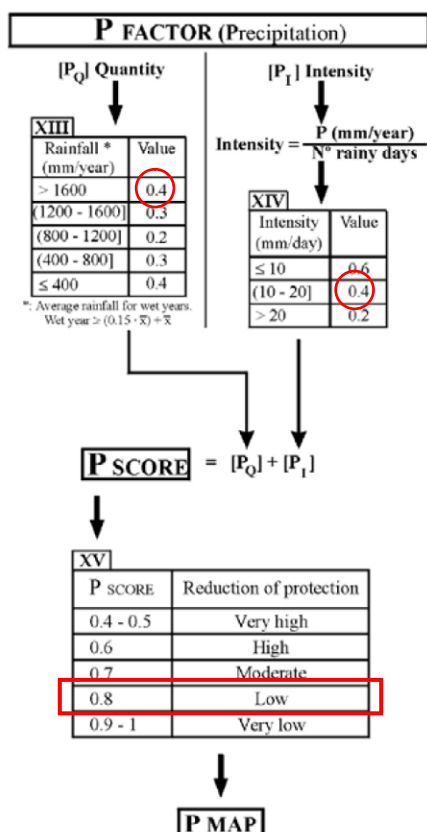 P FACTOR (Precipitation)
[PQ] Quantity
[PI] Intensity
Intensity = P (mm/year)
Nº rainy days
XIII
Rainfall * (mm/year) Value
> 1600 0.4
(1200 - 1600] 0.3
(800 - 1200] 0.2
(400 - 800] 0.3
≤ 400 0.4
*: Average rainfall for wet years.
Wet year ≥ (0.15 · x̄) + x̄
XIV
Intensity (mm/day) Value
≤ 10 0.6
(10 - 20] 0.4
> 20 0.2
P SCORE = [PQ] + [PI]
XV
P SCORE Reduction of protection
0.4 - 0.5 Very high
0.6 High
0.7 Moderate
0.8 Low
0.9 - 1 Very low
P MAP